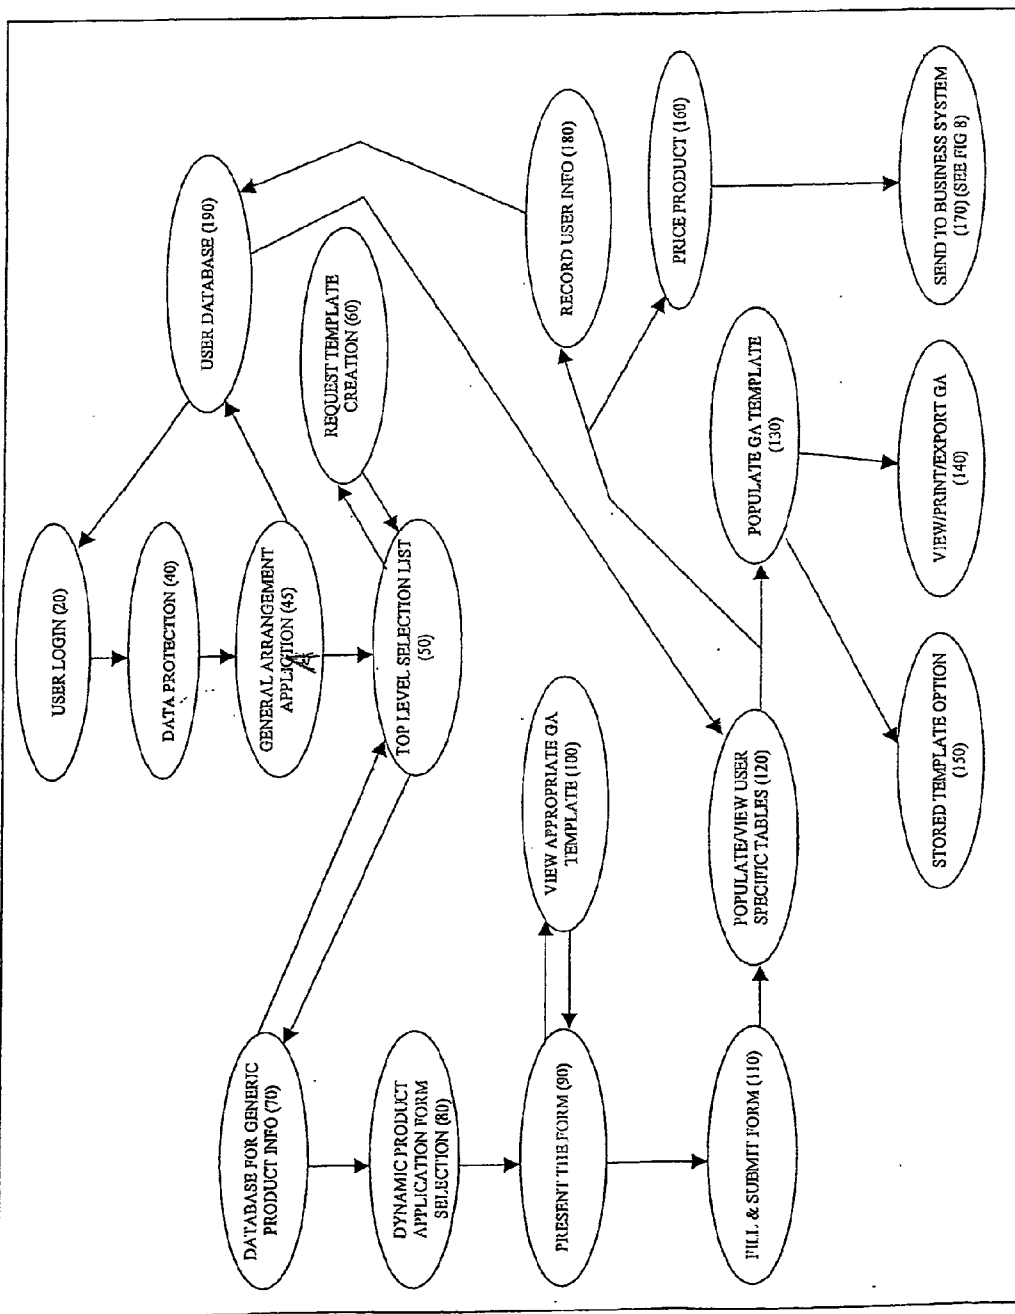 USER LOGIN (20)
DATA PROTECTION (40)
GENERAL ARRANGEMENT
(45)
TOP LEVEL SELECTION LIST
(50)
USER DATABASE (190)
REQUEST TEMPLATE
CREATION (60)
DATABASE FOR GENERIC
PRODUCT INFO (70)
DYNAMIC PRODUCT
APPLICATION FORM
SELECTION (80)
PRESENT THE FORM (90)
VIEW APPROPRIATE GA
TEMPLATE (100)
FILL & SUBMIT FORM (110)
POPULATE/VIEW USER
SPECIFIC TABLES (120)
POPULATE GA TEMPLATE
(130)
VIEW/PRINT/EXPORT GA
(140)
STORED TEMPLATE OPTION
(150)
RECORD USER INFO (180)
PRICE PRODUCT (160)
SEND TO BUSINESS SYSTEM
(170) (SEE FIG 8)